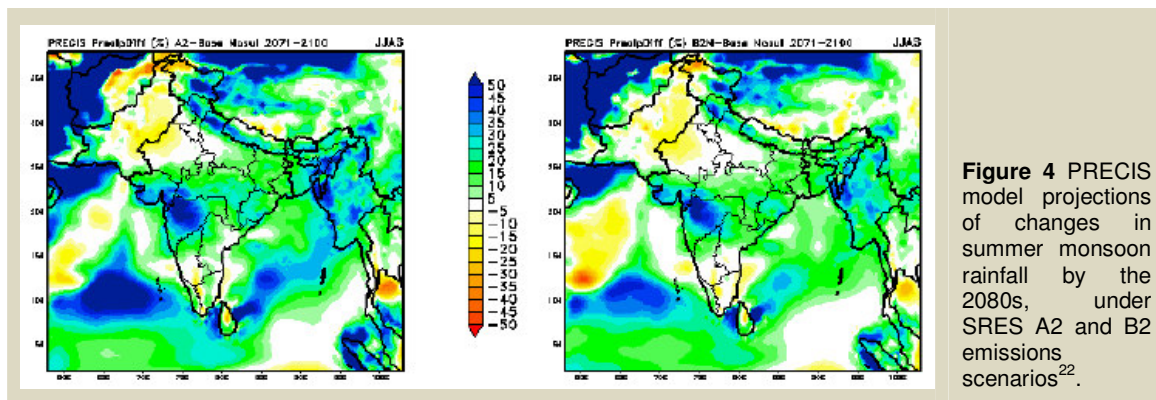 PRECIS PrecipDiff (%) A2-Base Nosul 2071-2100 JJAS
50
45
40
35
30
25
20
15
10
5
-5
-10
-15
-20
-25
-30
-35
-40
-45
-50
PRECIS PrecipDiff (%) B2M-Base Nosul 2071-2100 JJAS
Figure 4 PRECIS
model projections
of changes in
summer monsoon
rainfall by the
2080s, under
SRES A2 and B2
emissions
scenarios22.